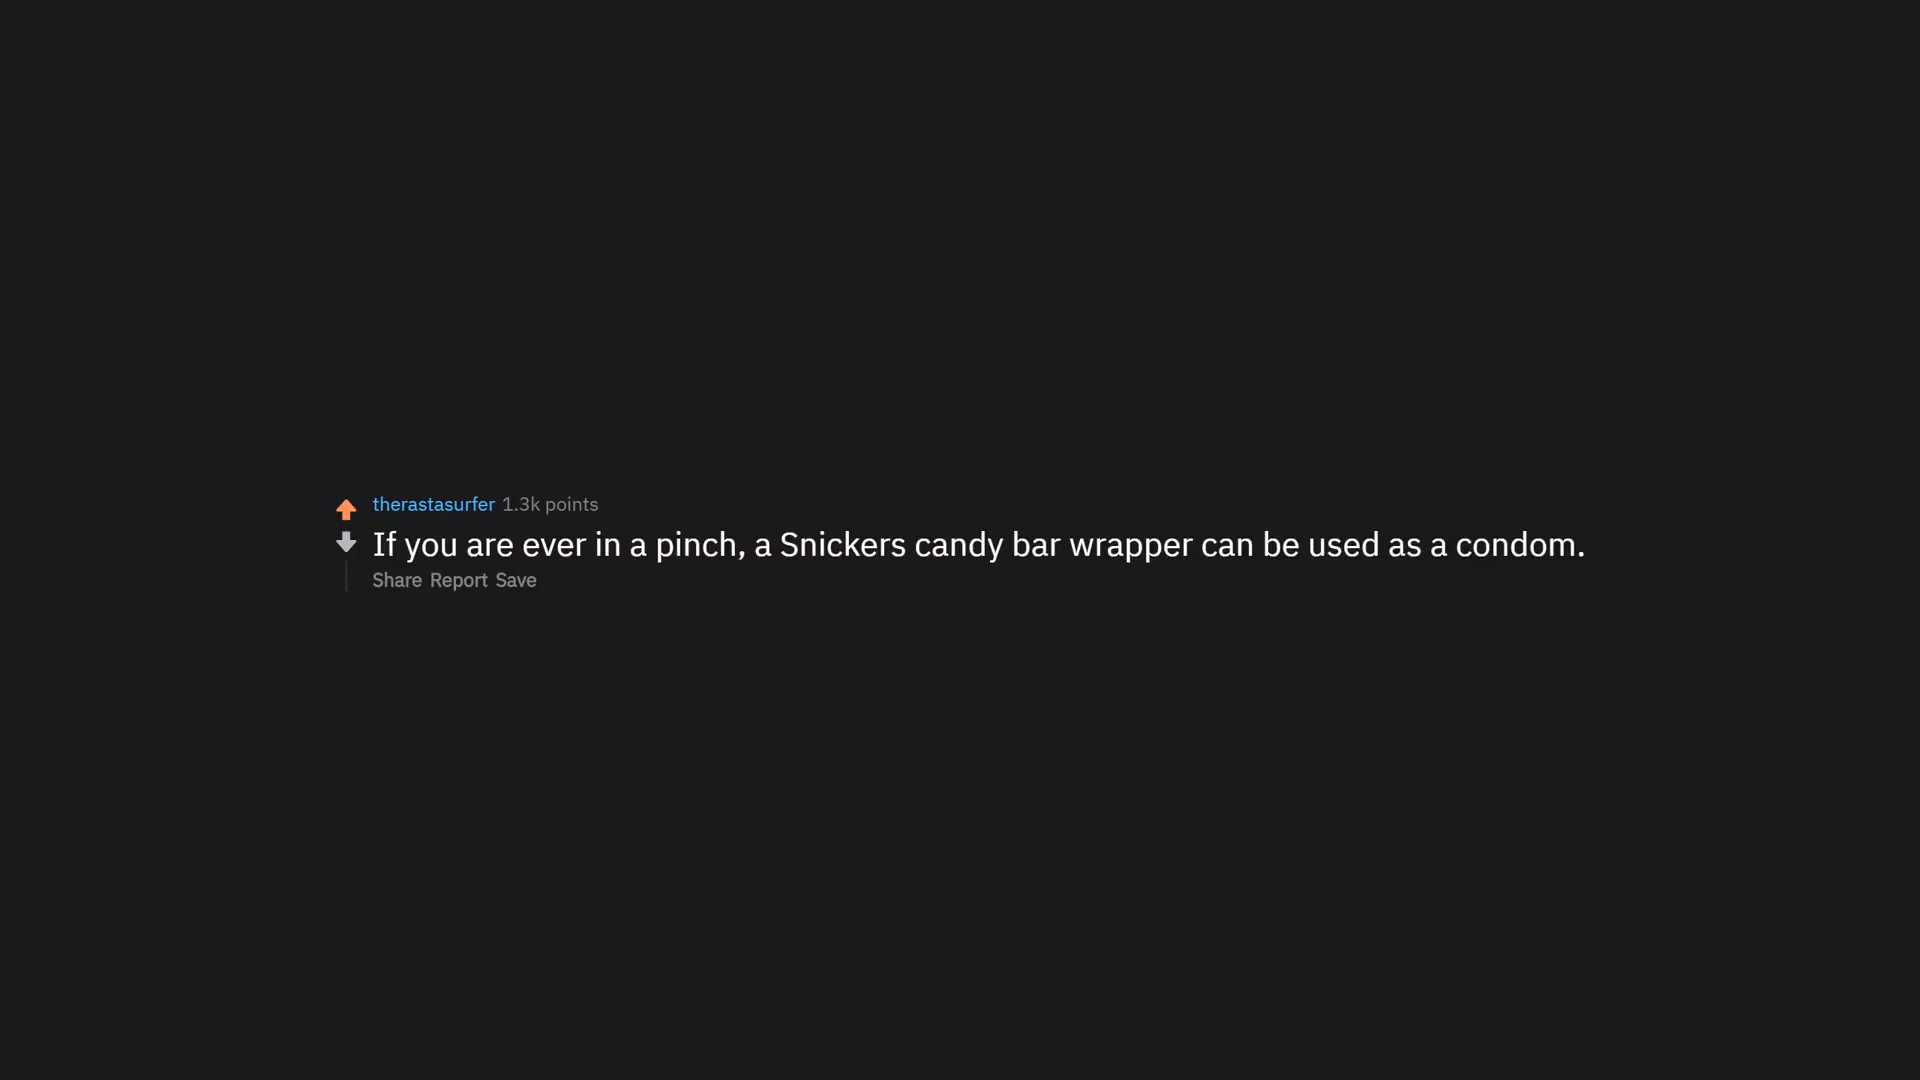 therastasurfer 1.3k points
If you are ever in a pinch, a Snickers candy bar wrapper can be used as a condom.
Share Report Save